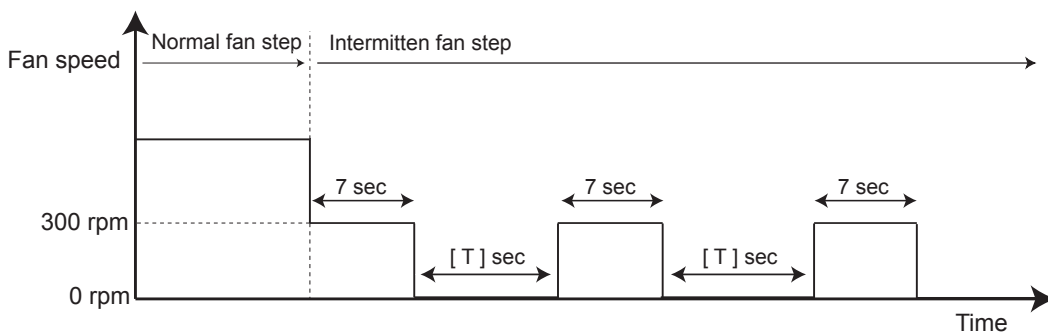 Normal fan step
Intermitten fan step
Fan speed
7 sec
7 sec
7 sec
300 rpm
[ T ] sec
[ T ] sec
0 rpm
Time